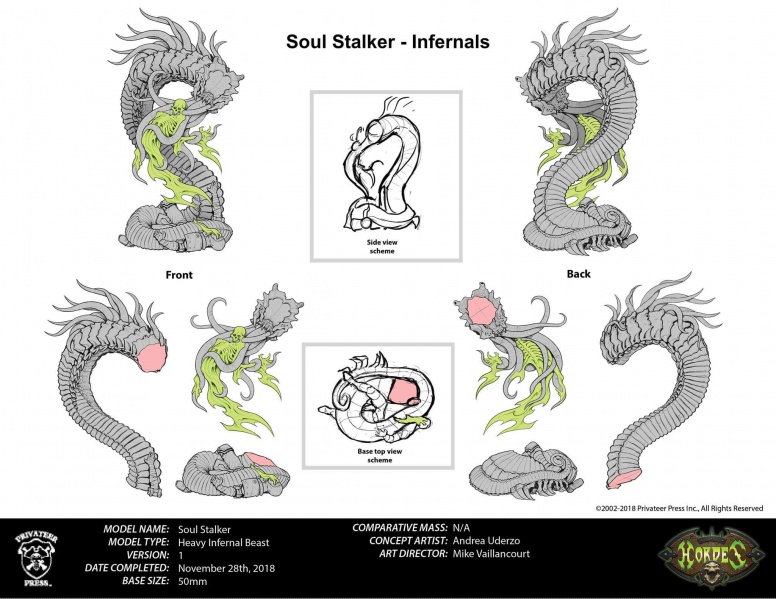 Soul Stalker - Infernals
Side view
scheme
Front
Back
Base top view
scheme
©2002-2018 Privateer Press Inc., All Rights Reserved
PRIVATEER
PRESS
MODEL NAME: Soul Stalker
MODEL TYPE: Heavy Infernal Beast
VERSION: 1
DATE COMPLETED: November 28th, 2018
BASE SIZE: 50mm
COMPARATIVE MASS: N/A
CONCEPT ARTIST: Andrea Uderzo
ART DIRECTOR: Mike Vaillancourt
HORDES